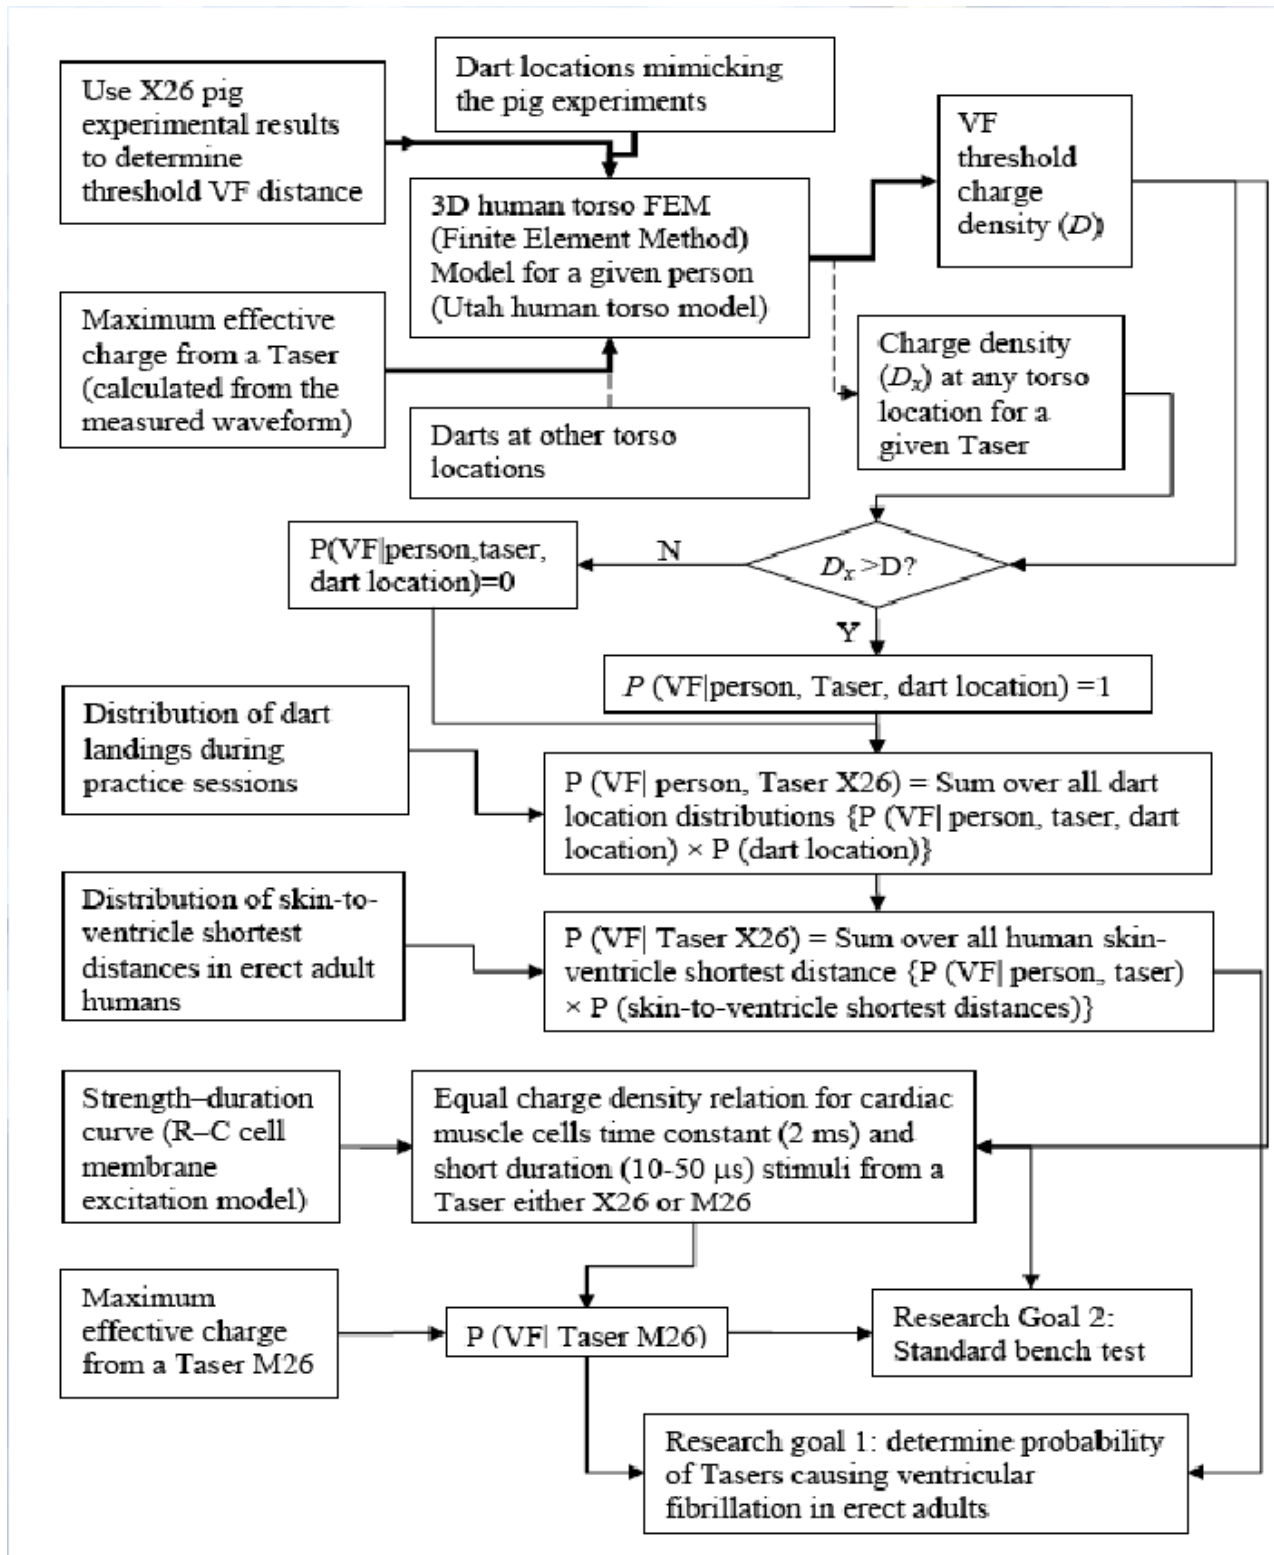 Use X26 pig
experimental results
to determine
threshold VF distance
Dart locations mimicking
the pig experiments
VF
threshold
charge
density (D)
3D human torso FEM
(Finite Element Method)
Model for a given person
(Utah human torso model)
Maximum effective
charge from a Taser
(calculated from the
measured waveform)
Charge density
(Dx) at any torso
location for a
given Taser
Darts at other torso
locations
P(VF|person,taser,
dart location)=0
N
Dx >D?
Y
P (VF|person, Taser, dart location) =1
Distribution of dart
landings during
practice sessions
P (VF| person, Taser X26) = Sum over all dart
location distributions {P (VF| person, taser, dart
location) × P (dart location)}
Distribution of skin-to-
ventricle shortest
distances in erect adult
humans
P (VF| Taser X26) = Sum over all human skin-
ventricle shortest distance {P (VF| person, taser)
× P (skin-to-ventricle shortest distances)}
Strength–duration
curve (R–C cell
membrane
excitation model)
Equal charge density relation for cardiac
muscle cells time constant (2 ms) and
short duration (10-50 µs) stimuli from a
Taser either X26 or M26
Maximum
effective charge
from a Taser M26
P (VF| Taser M26)
Research Goal 2:
Standard bench test
Research goal 1: determine probability
of Tasers causing ventricular
fibrillation in erect adults